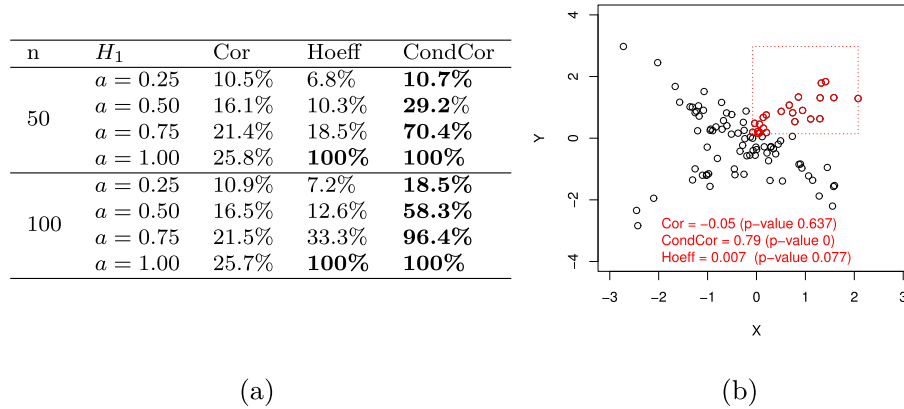 n H₁ Cor Hoeff CondCor
50
a = 0.25 10.5% 6.8% 10.7%
a = 0.50 16.1% 10.3% 29.2%
a = 0.75 21.4% 18.5% 70.4%
a = 1.00 25.8% 100% 100%
100
a = 0.25 10.9% 7.2% 18.5%
a = 0.50 16.5% 12.6% 58.3%
a = 0.75 21.5% 33.3% 96.4%
a = 1.00 25.7% 100% 100%
(a)
4
2
0
−2
−4
Y
Cor = −0.05 (p−value 0.637)
CondCor = 0.79 (p−value 0)
Hoeff = 0.007 (p−value 0.077)
−3 −2 −1 0 1 2 3
X
(b)